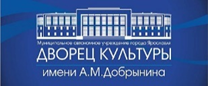 Муниципальное автономное учреждение города Ярославля
ДВОРЕЦ КУЛЬТУРЫ
имени А.М.Добрынина